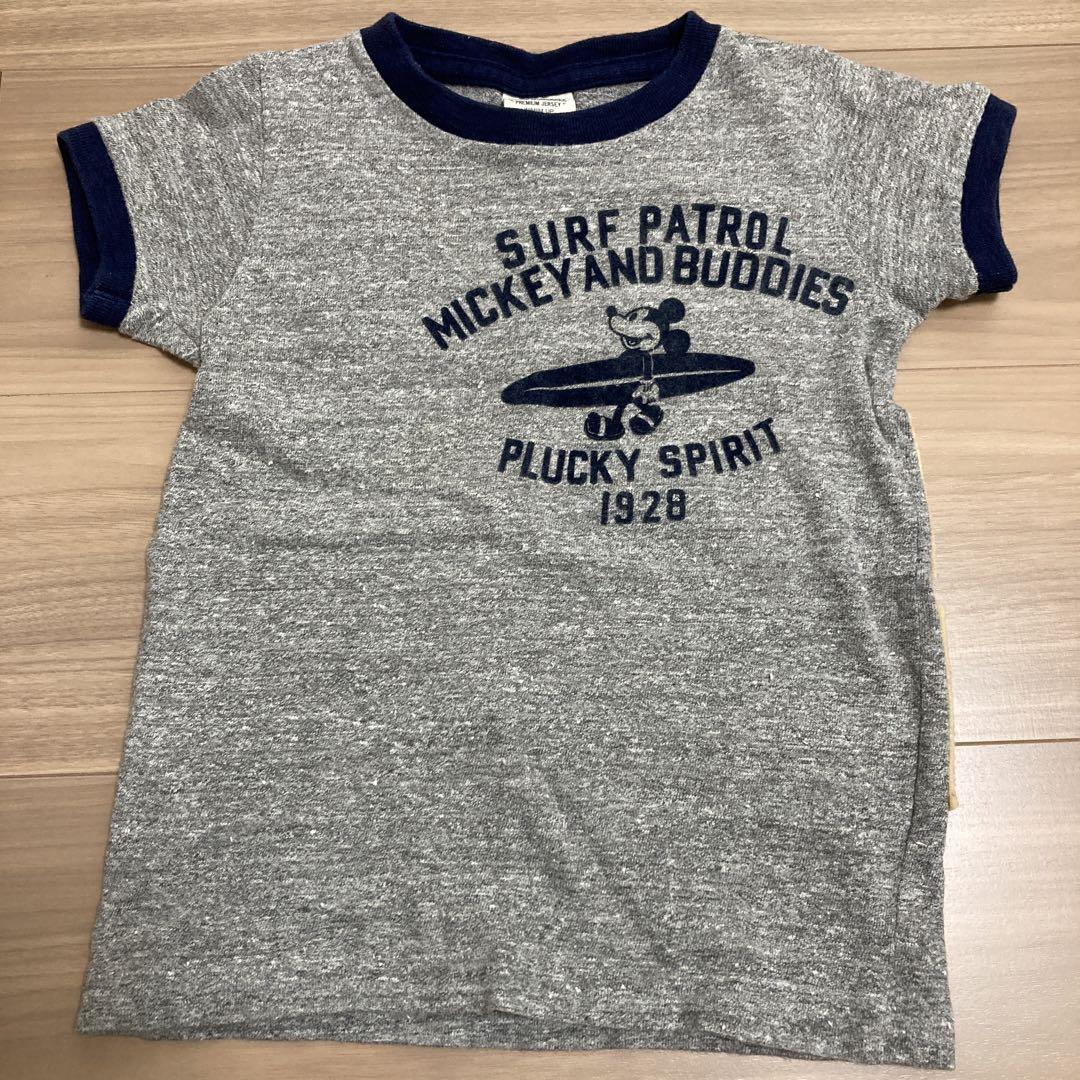 "PREMIUM JERSEY"
SURF PATROL
MICKEY AND BUDDIES
PLUCKY SPIRIT
1928